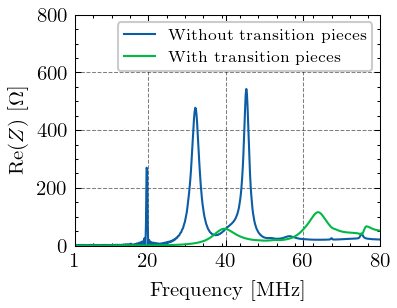 800
600
400
200
0
Re(Z) [Ω]
Without transition pieces
With transition pieces
1 20 40 60 80
Frequency [MHz]